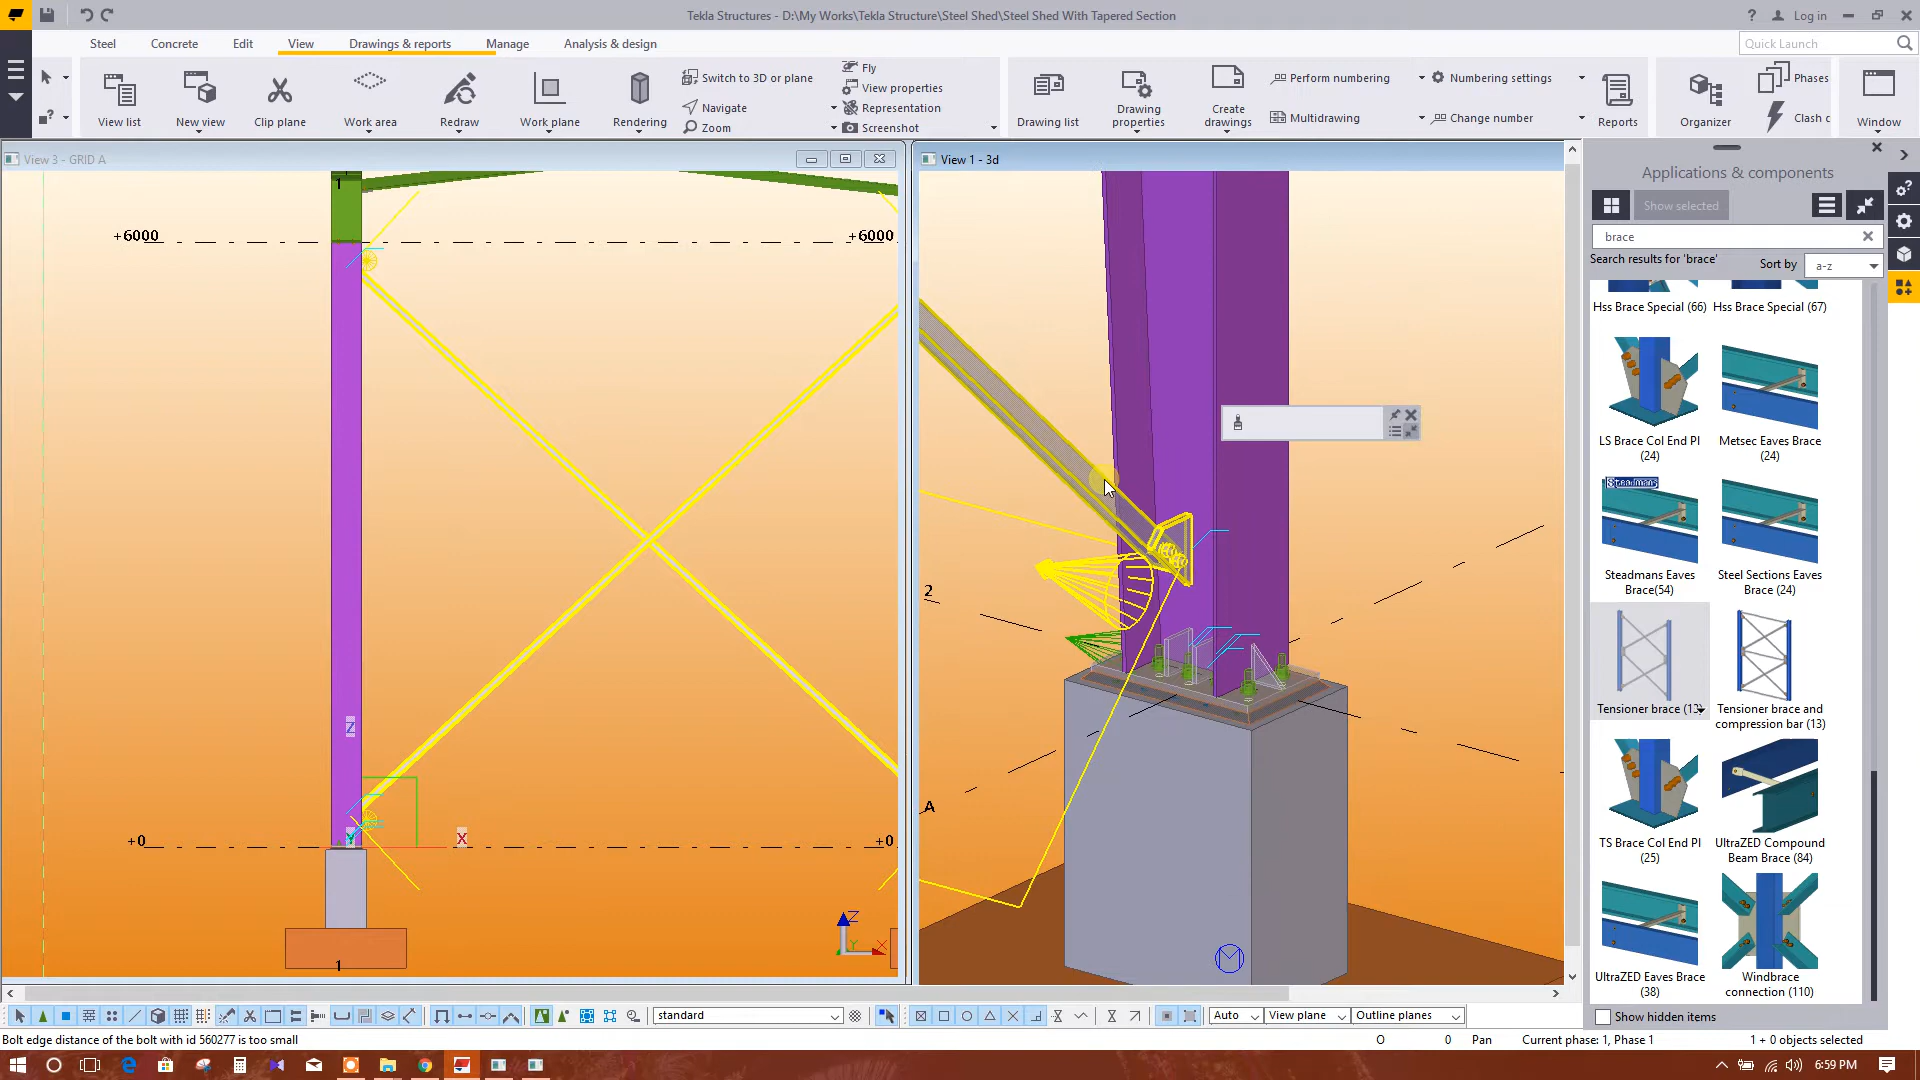 Tekla Structures - D:\My Works\Tekla Structure\Steel Shed\Steel Shed With Tapered Section
? Log in
Steel Concrete Edit View Drawings & reports Manage Analysis & design
Quick Launch
View list
New view
Clip plane
Work area
Redraw
Work plane
Rendering
Switch to 3D or plane
Navigate
Zoom
Fly
View properties
Representation
Screenshot
Drawing list
Drawing properties
Create drawings
Perform numbering
Multidrawing
Numbering settings
Change number
Reports
Organizer
Phases
Clash c
Window
View 3 - GRID A
1
+6000
+6000
Z
+0
Y
X
+0
Z
Y
X
1
View 1 - 3d
2
A
M
Applications & components
Show selected
brace
Search results for 'brace'
Sort by
a-z
Hss Brace Special (66)
Hss Brace Special (67)
LS Brace Col End Pl (24)
Metsec Eaves Brace (24)
Steadmans
Steadmans Eaves Brace(54)
Steel Sections Eaves Brace (24)
Tensioner brace (13)
Tensioner brace and compression bar (13)
TS Brace Col End Pl (25)
UltraZED Compound Beam Brace (84)
UltraZED Eaves Brace (38)
Windbrace connection (110)
Show hidden items
standard
Auto
View plane
Outline planes
Bolt edge distance of the bolt with id 560277 is too small
O
0
Pan
Current phase: 1, Phase 1
1 + 0 objects selected
6:59 PM